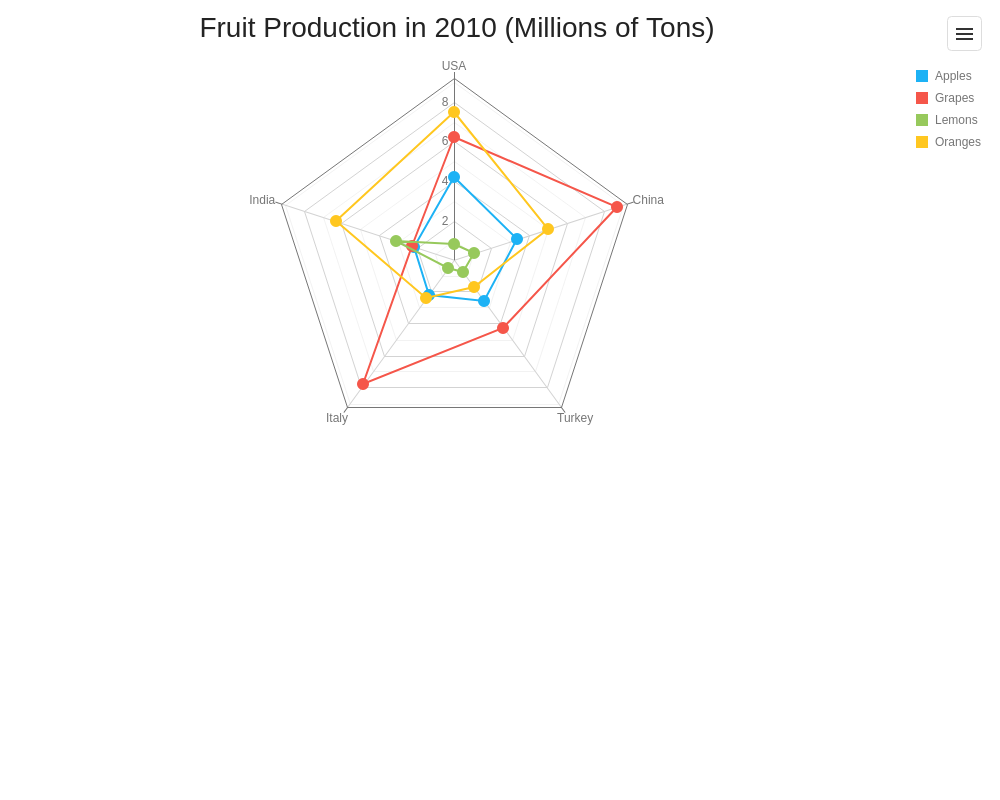 Fruit Production in 2010 (Millions of Tons)
USA
8
6
4
2
China
India
Italy
Turkey
Apples
Grapes
Lemons
Oranges